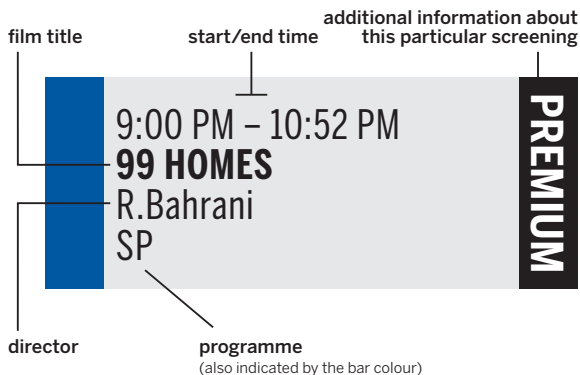 additional information about
film title
start/end time
this particular screening
9:00 PM – 10:52 PM
99 HOMES
R.Bahrani
SP
PREMIUM
director
programme
(also indicated by the bar colour)